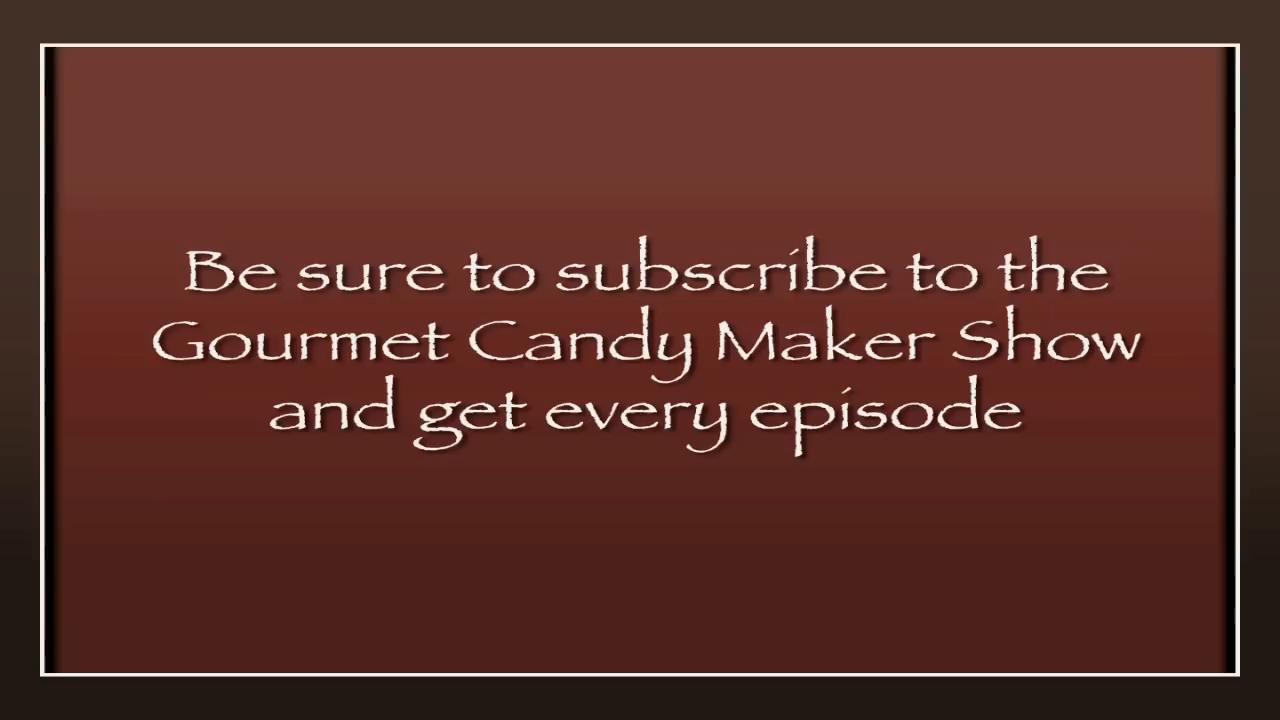 Be sure to subscribe to the
Gourmet Candy Maker Show
and get every episode